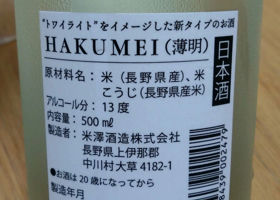 “トワイライト”をイメージした新タイプのお酒
HAKUMEI(薄明)
日本酒
原材料名:米(長野県産)、米
こうじ(長野県産米)
アルコール分:13度
内容量:500ml
製造者:米澤酒造株式会社
長野県上伊那郡
中川村大草 4182-1
●お酒は20歳になってから
製造年月